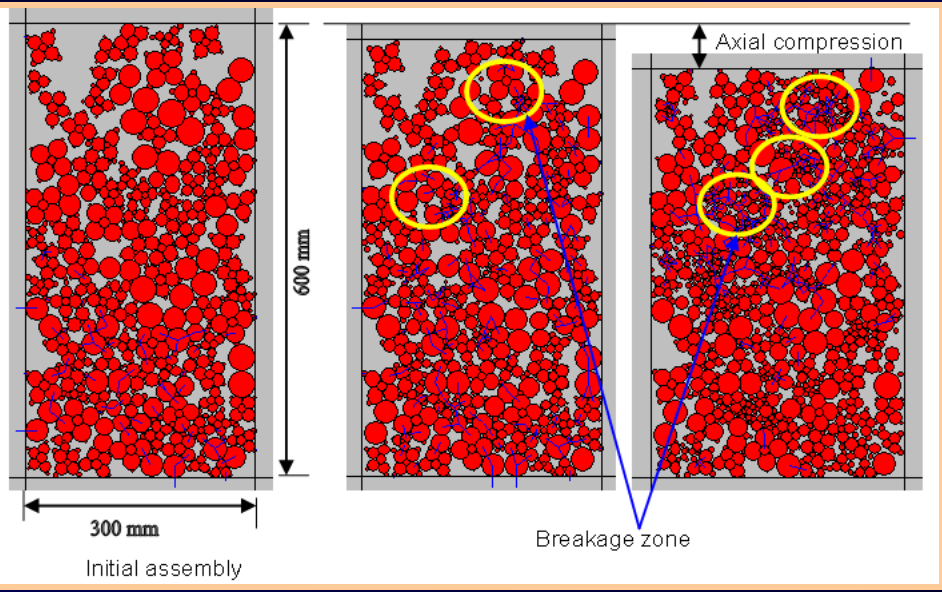 Axial compression
600 mm
300 mm
Breakage zone
Initial assembly